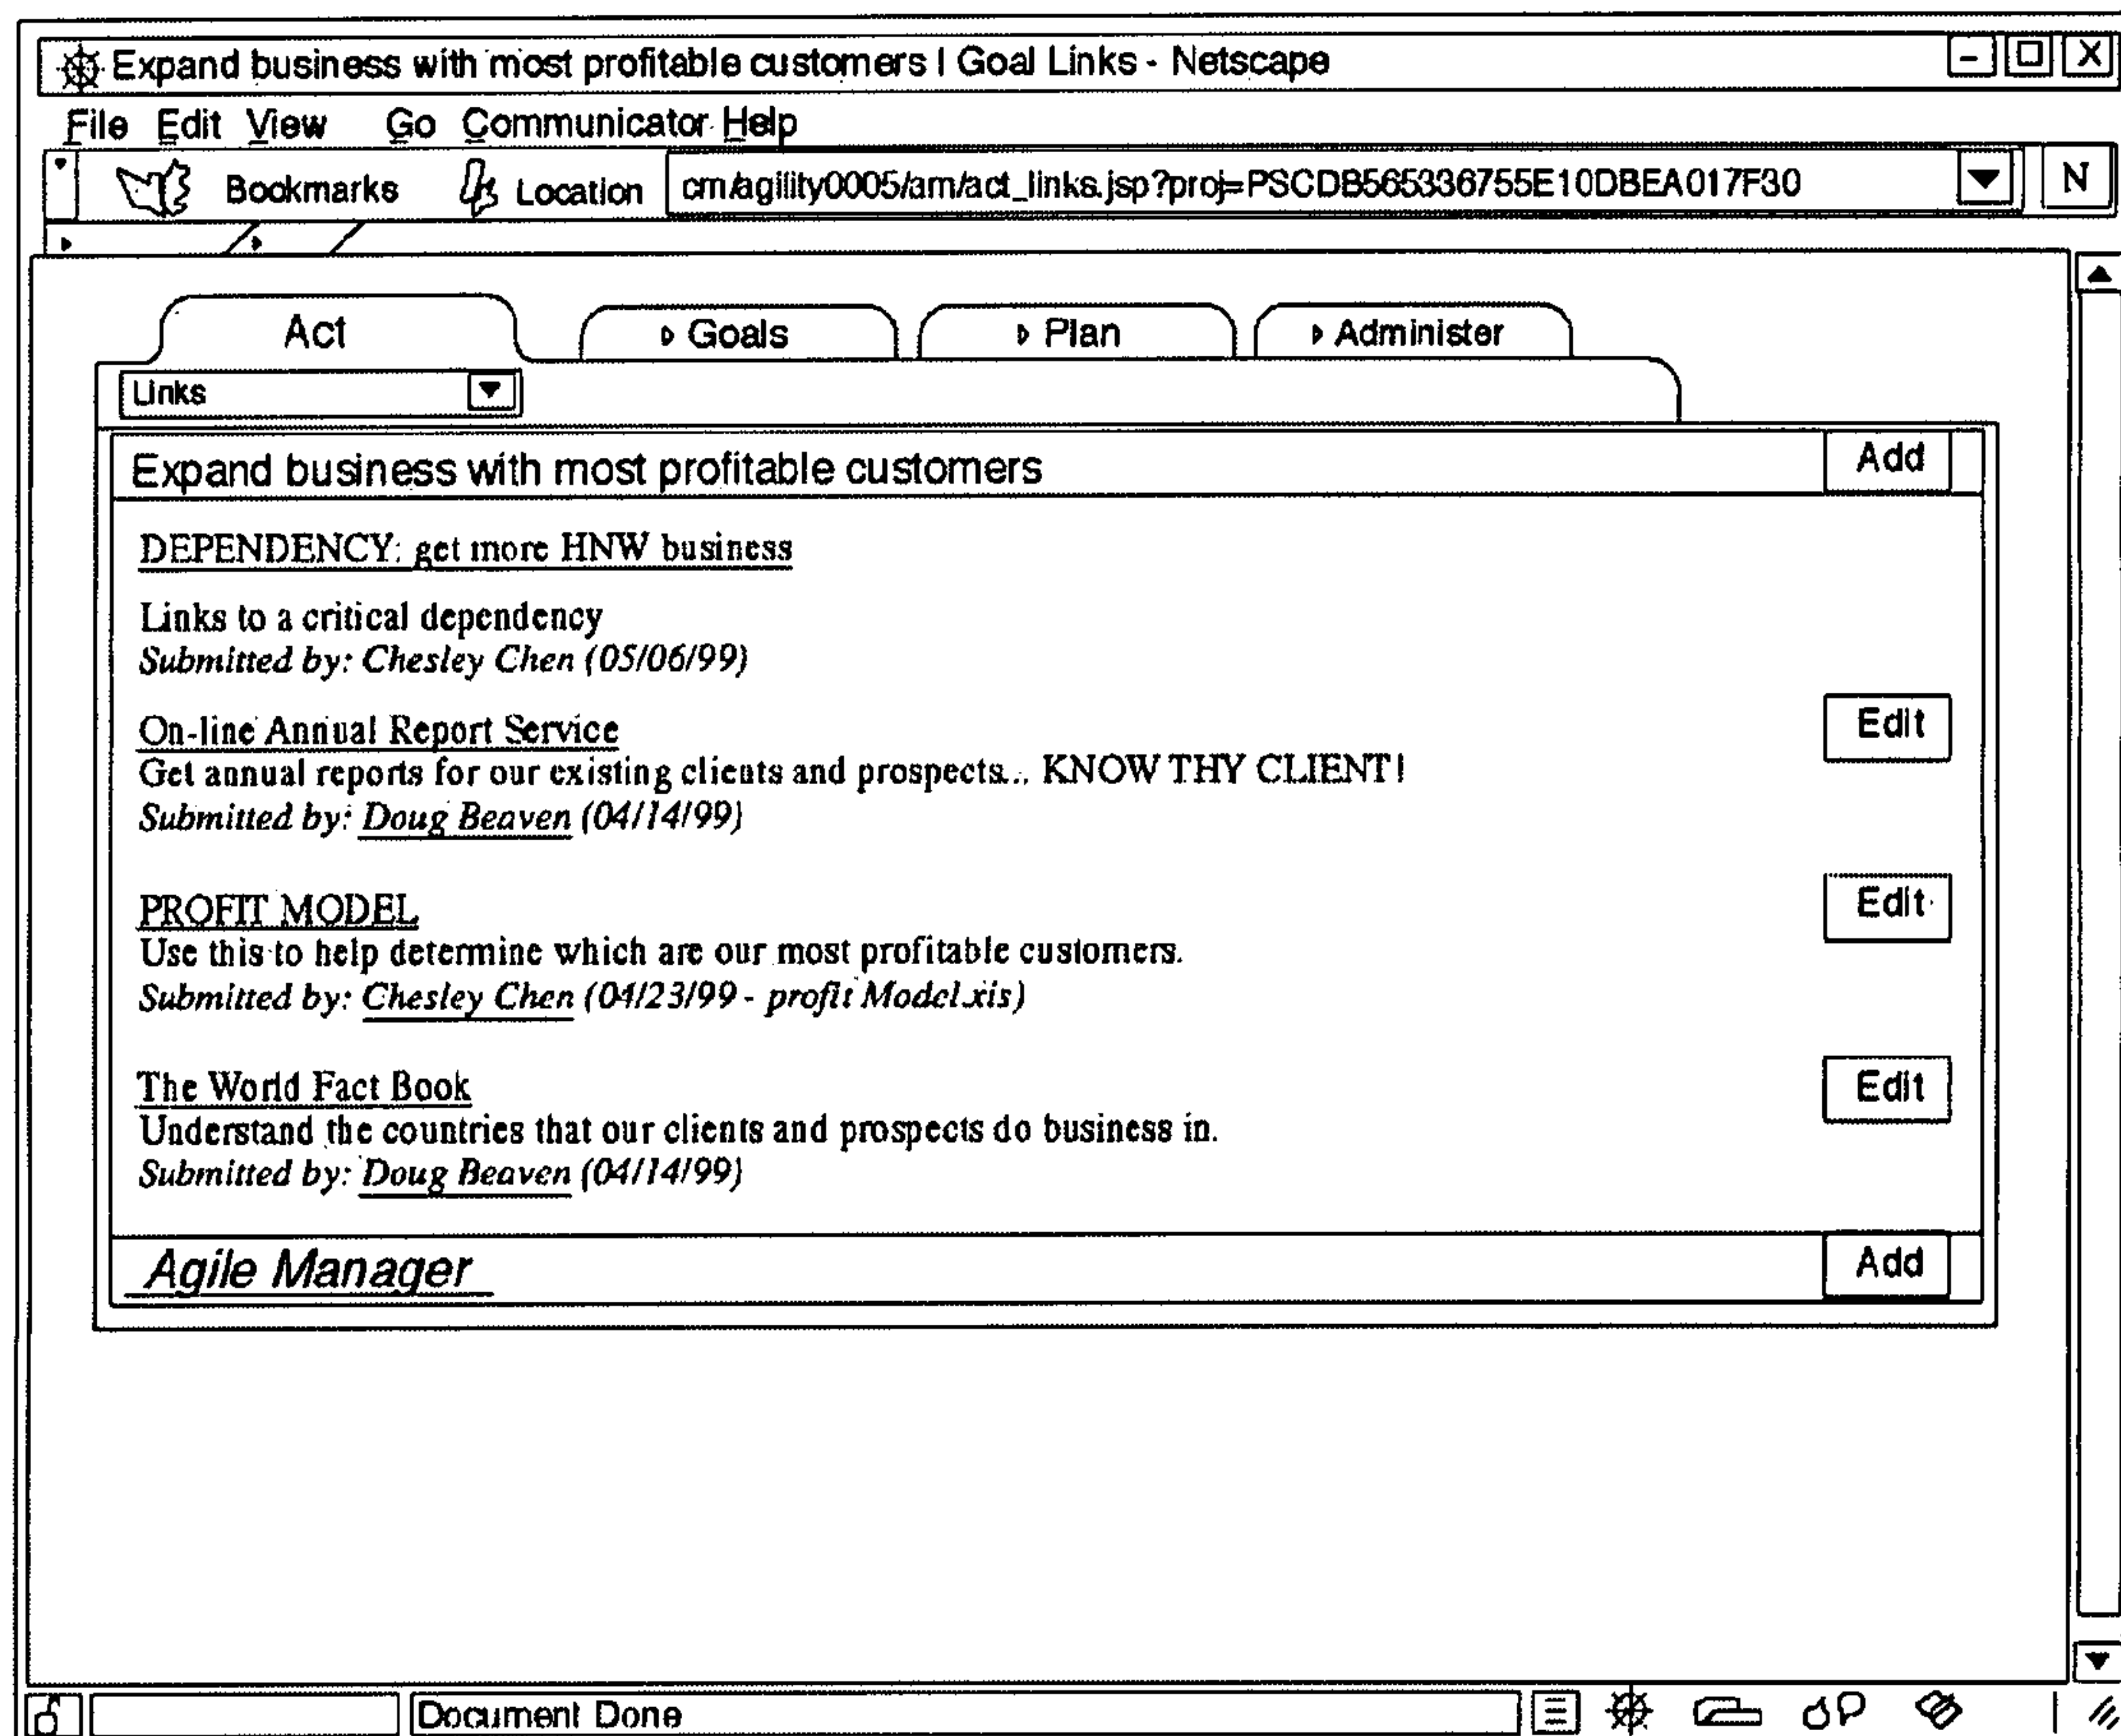 Expand business with most profitable customers | Goal Links - Netscape
File Edit View Go Communicator Help
Bookmarks Location cm/agility0005/am/act_links.jsp?proj=PSCDB565336755E10DBEA017F30 N
Act Goals Plan Administer
Links
Expand business with most profitable customers Add
DEPENDENCY: get more HNW business
Links to a critical dependency
Submitted by: Chesley Chen (05/06/99)
On-line Annual Report Service Edit
Get annual reports for our existing clients and prospects... KNOW THY CLIENT!
Submitted by: Doug Beaven (04/14/99)
PROFIT MODEL Edit
Use this to help determine which are our most profitable customers.
Submitted by: Chesley Chen (04/23/99 - profit Model.xis)
The World Fact Book Edit
Understand the countries that our clients and prospects do business in.
Submitted by: Doug Beaven (04/14/99)
Agile Manager Add
Document Done